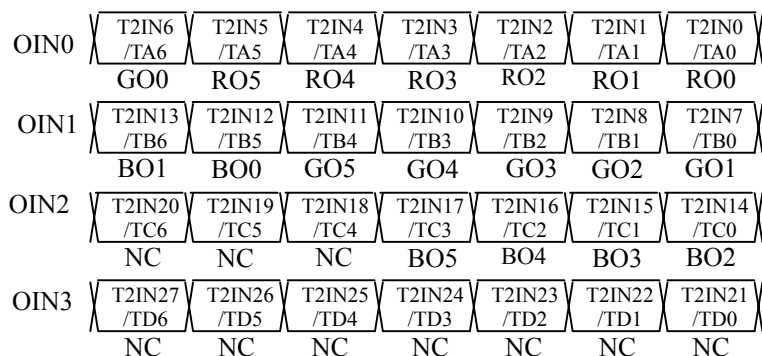 T2IN6 T2IN5 T2IN4 T2IN3 T2IN2 T2IN1 T2IN0
OIN0 /TA6 /TA5 /TA4 /TA3 /TA2 /TA1 /TA0
GO0 RO5 RO4 RO3 RO2 RO1 RO0
T2IN13 T2IN12 T2IN11 T2IN10 T2IN9 T2IN8 T2IN7
OIN1 /TB6 /TB5 /TB4 /TB3 /TB2 /TB1 /TB0
BO1 BO0 GO5 GO4 GO3 GO2 GO1
OIN2 T2IN20 T2IN19 T2IN18 T2IN17 T2IN16 T2IN15 T2IN14
/TC6 /TC5 /TC4 /TC3 /TC2 /TC1 /TC0
NC NC NC BO5 BO4 BO3 BO2
OIN3 T2IN27 T2IN26 T2IN25 T2IN24 T2IN23 T2IN22 T2IN21
/TD6 /TD5 /TD4 /TD3 /TD2 /TD1 /TD0
NC NC NC NC NC NC NC